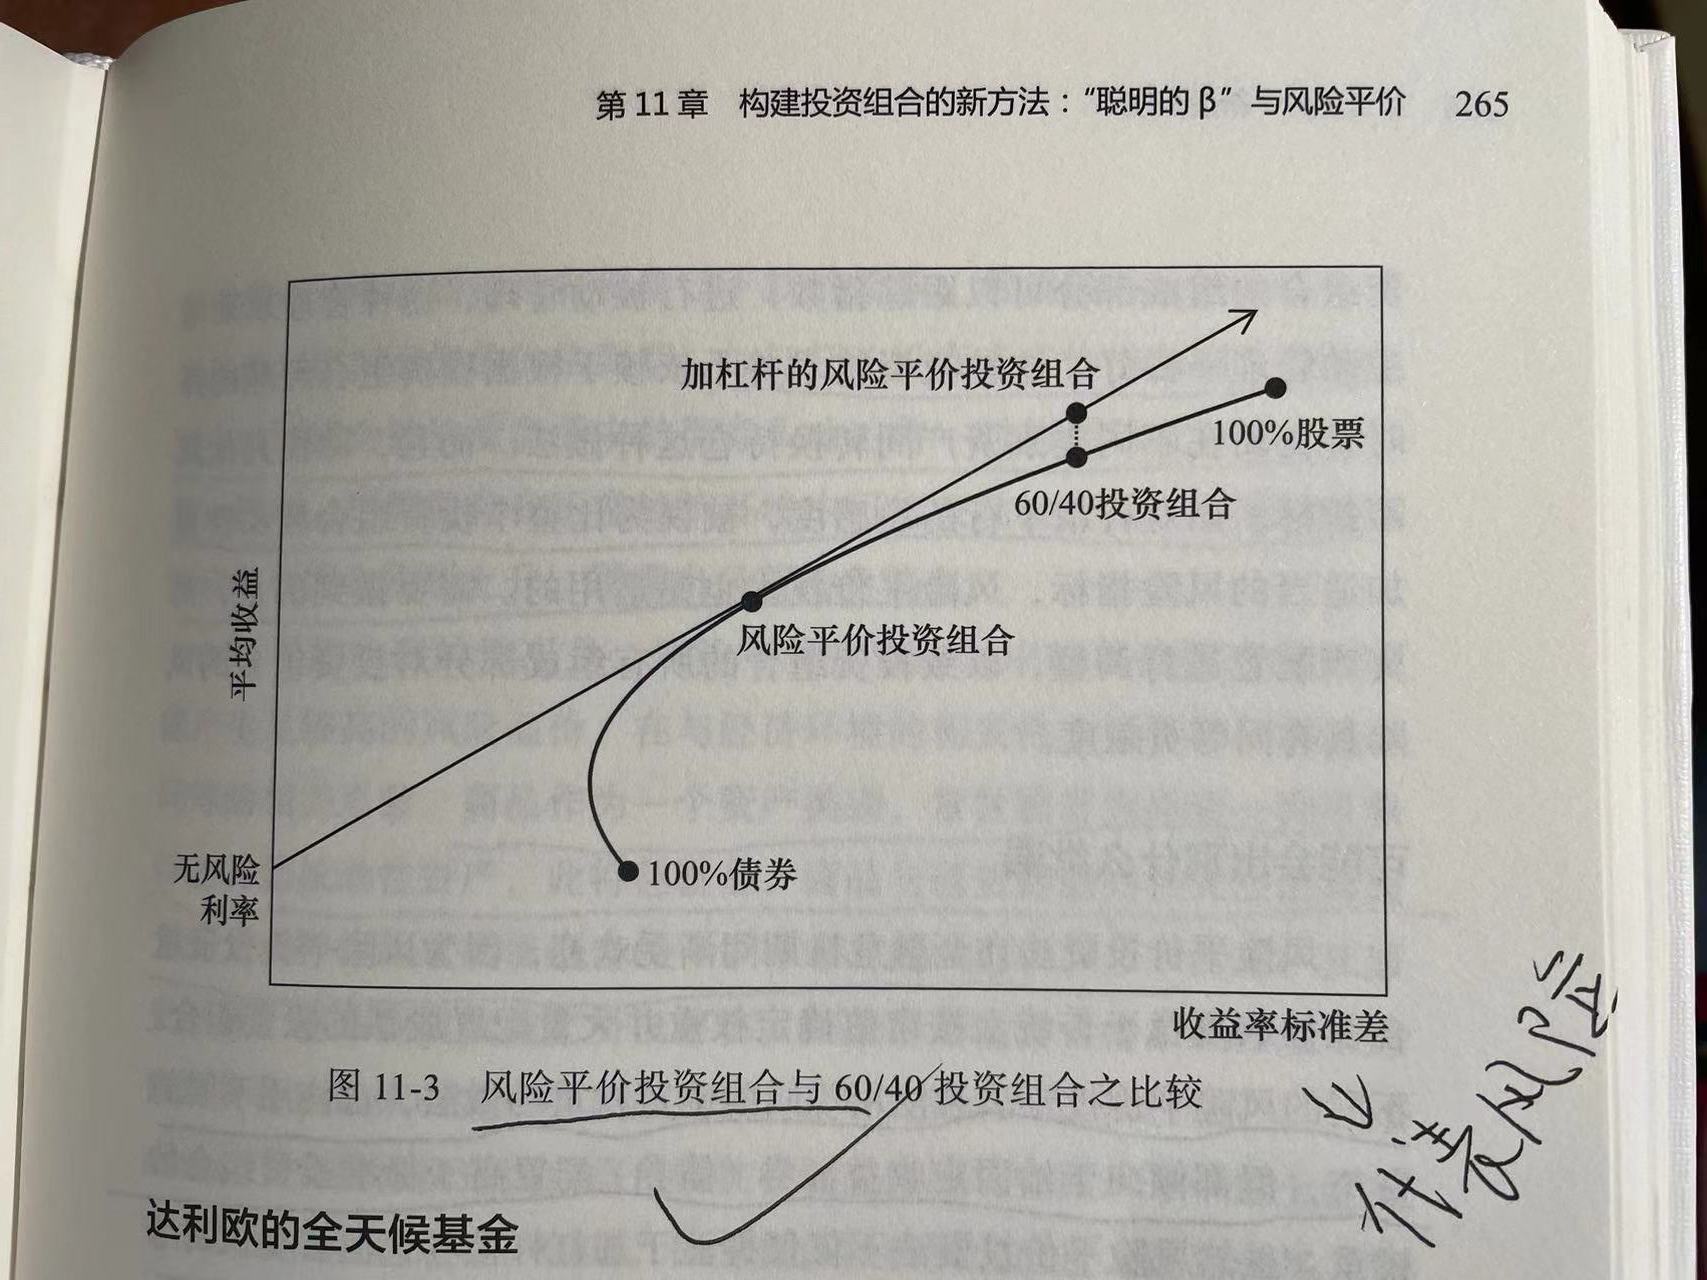 第 11 章 构建投资组合的新方法：“聪明的 β”与风险平价 265
加杠杆的风险平价投资组合
100%股票
60/40投资组合
风险平价投资组合
平均收益
无风险
利率
100%债券
收益率标准差
图 11-3 风险平价投资组合与 60/40 投资组合之比较
代表风险
达利欧的全天候基金